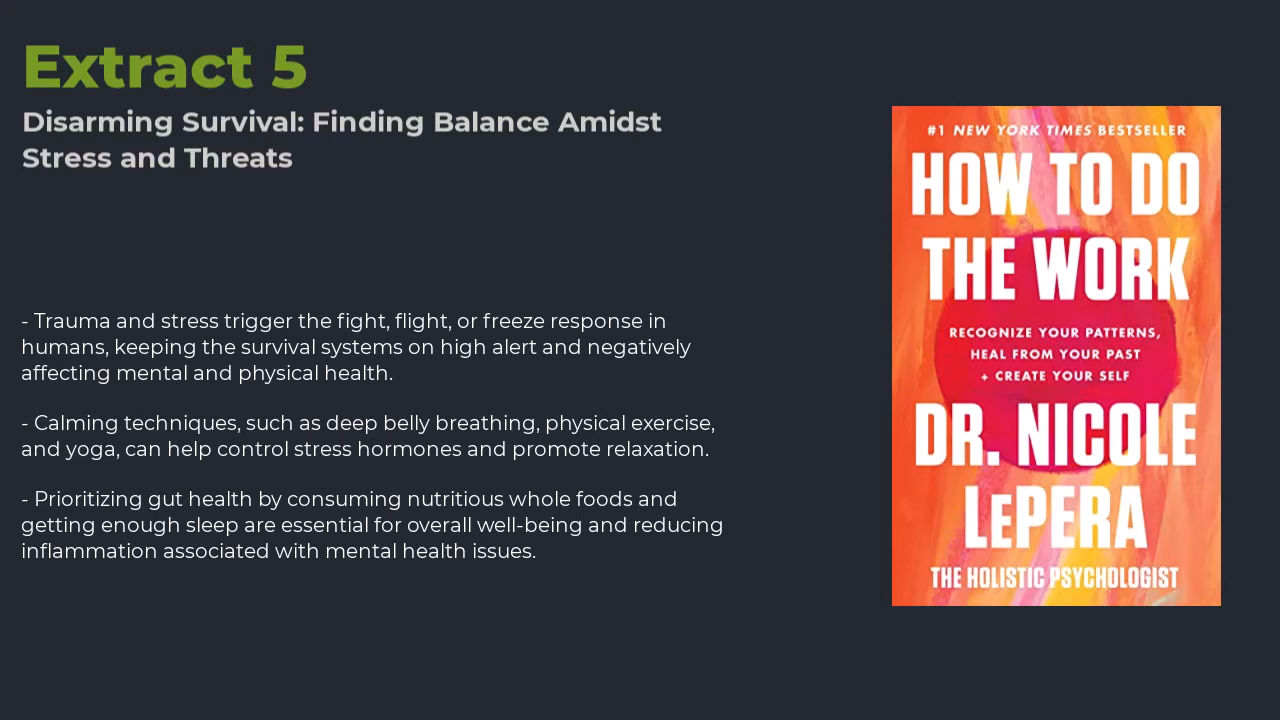 Extract 5
Disarming Survival: Finding Balance Amidst
Stress and Threats
- Trauma and stress trigger the fight, flight, or freeze response in
humans, keeping the survival systems on high alert and negatively
affecting mental and physical health.
- Calming techniques, such as deep belly breathing, physical exercise,
and yoga, can help control stress hormones and promote relaxation.
- Prioritizing gut health by consuming nutritious whole foods and
getting enough sleep are essential for overall well-being and reducing
inflammation associated with mental health issues.
#1 NEW YORK TIMES BESTSELLER
HOW TO DO
THE WORK
RECOGNIZE YOUR PATTERNS,
HEAL FROM YOUR PAST
+ CREATE YOUR SELF
DR. NICOLE
LePERA
THE HOLISTIC PSYCHOLOGIST